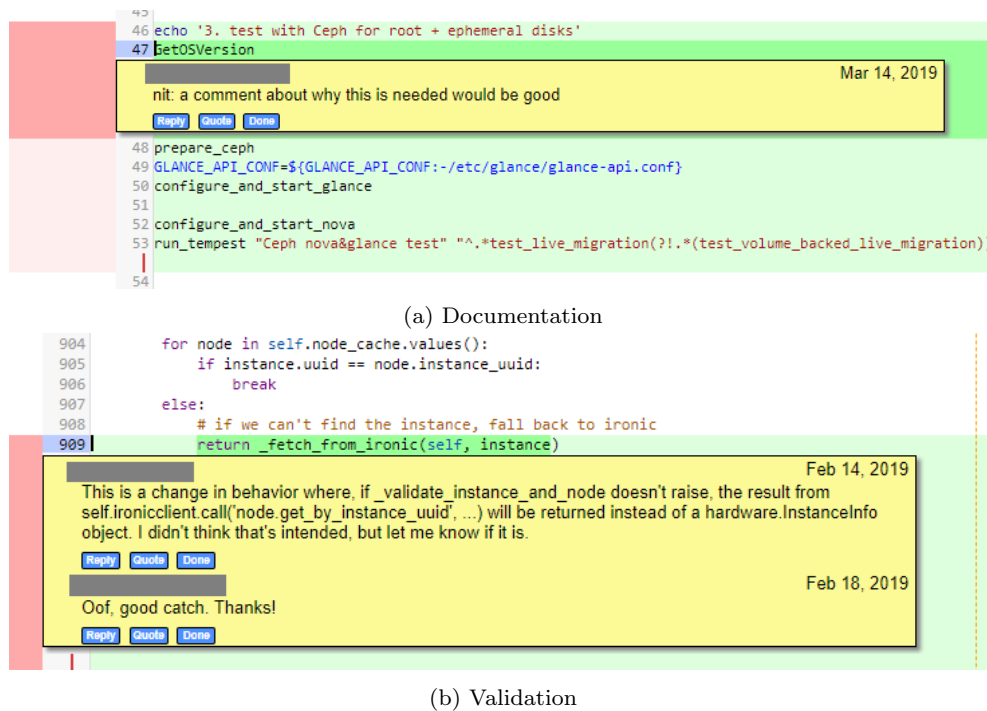 45
46 echo '3. test with Ceph for root + ephemeral disks'
47 GetOSVersion
Mar 14, 2019
nit: a comment about why this is needed would be good
Reply Quote Done
48 prepare_ceph
49 GLANCE_API_CONF=${GLANCE_API_CONF:-/etc/glance/glance-api.conf}
50 configure_and_start_glance
51
52 configure_and_start_nova
53 run_tempest "Ceph nova&glance test" "^.*test_live_migration(?!.*(test_volume_backed_live_migration)
54
(a) Documentation
904 for node in self.node_cache.values():
905 if instance.uuid == node.instance_uuid:
906 break
907 else:
908 # if we can't find the instance, fall back to ironic
909 return _fetch_from_ironic(self, instance)
Feb 14, 2019
This is a change in behavior where, if _validate_instance_and_node doesn't raise, the result from
self.ironicclient.call('node.get_by_instance_uuid', ...) will be returned instead of a hardware.InstanceInfo
object. I didn't think that's intended, but let me know if it is.
Reply Quote Done
Feb 18, 2019
Oof, good catch. Thanks!
Reply Quote Done
(b) Validation